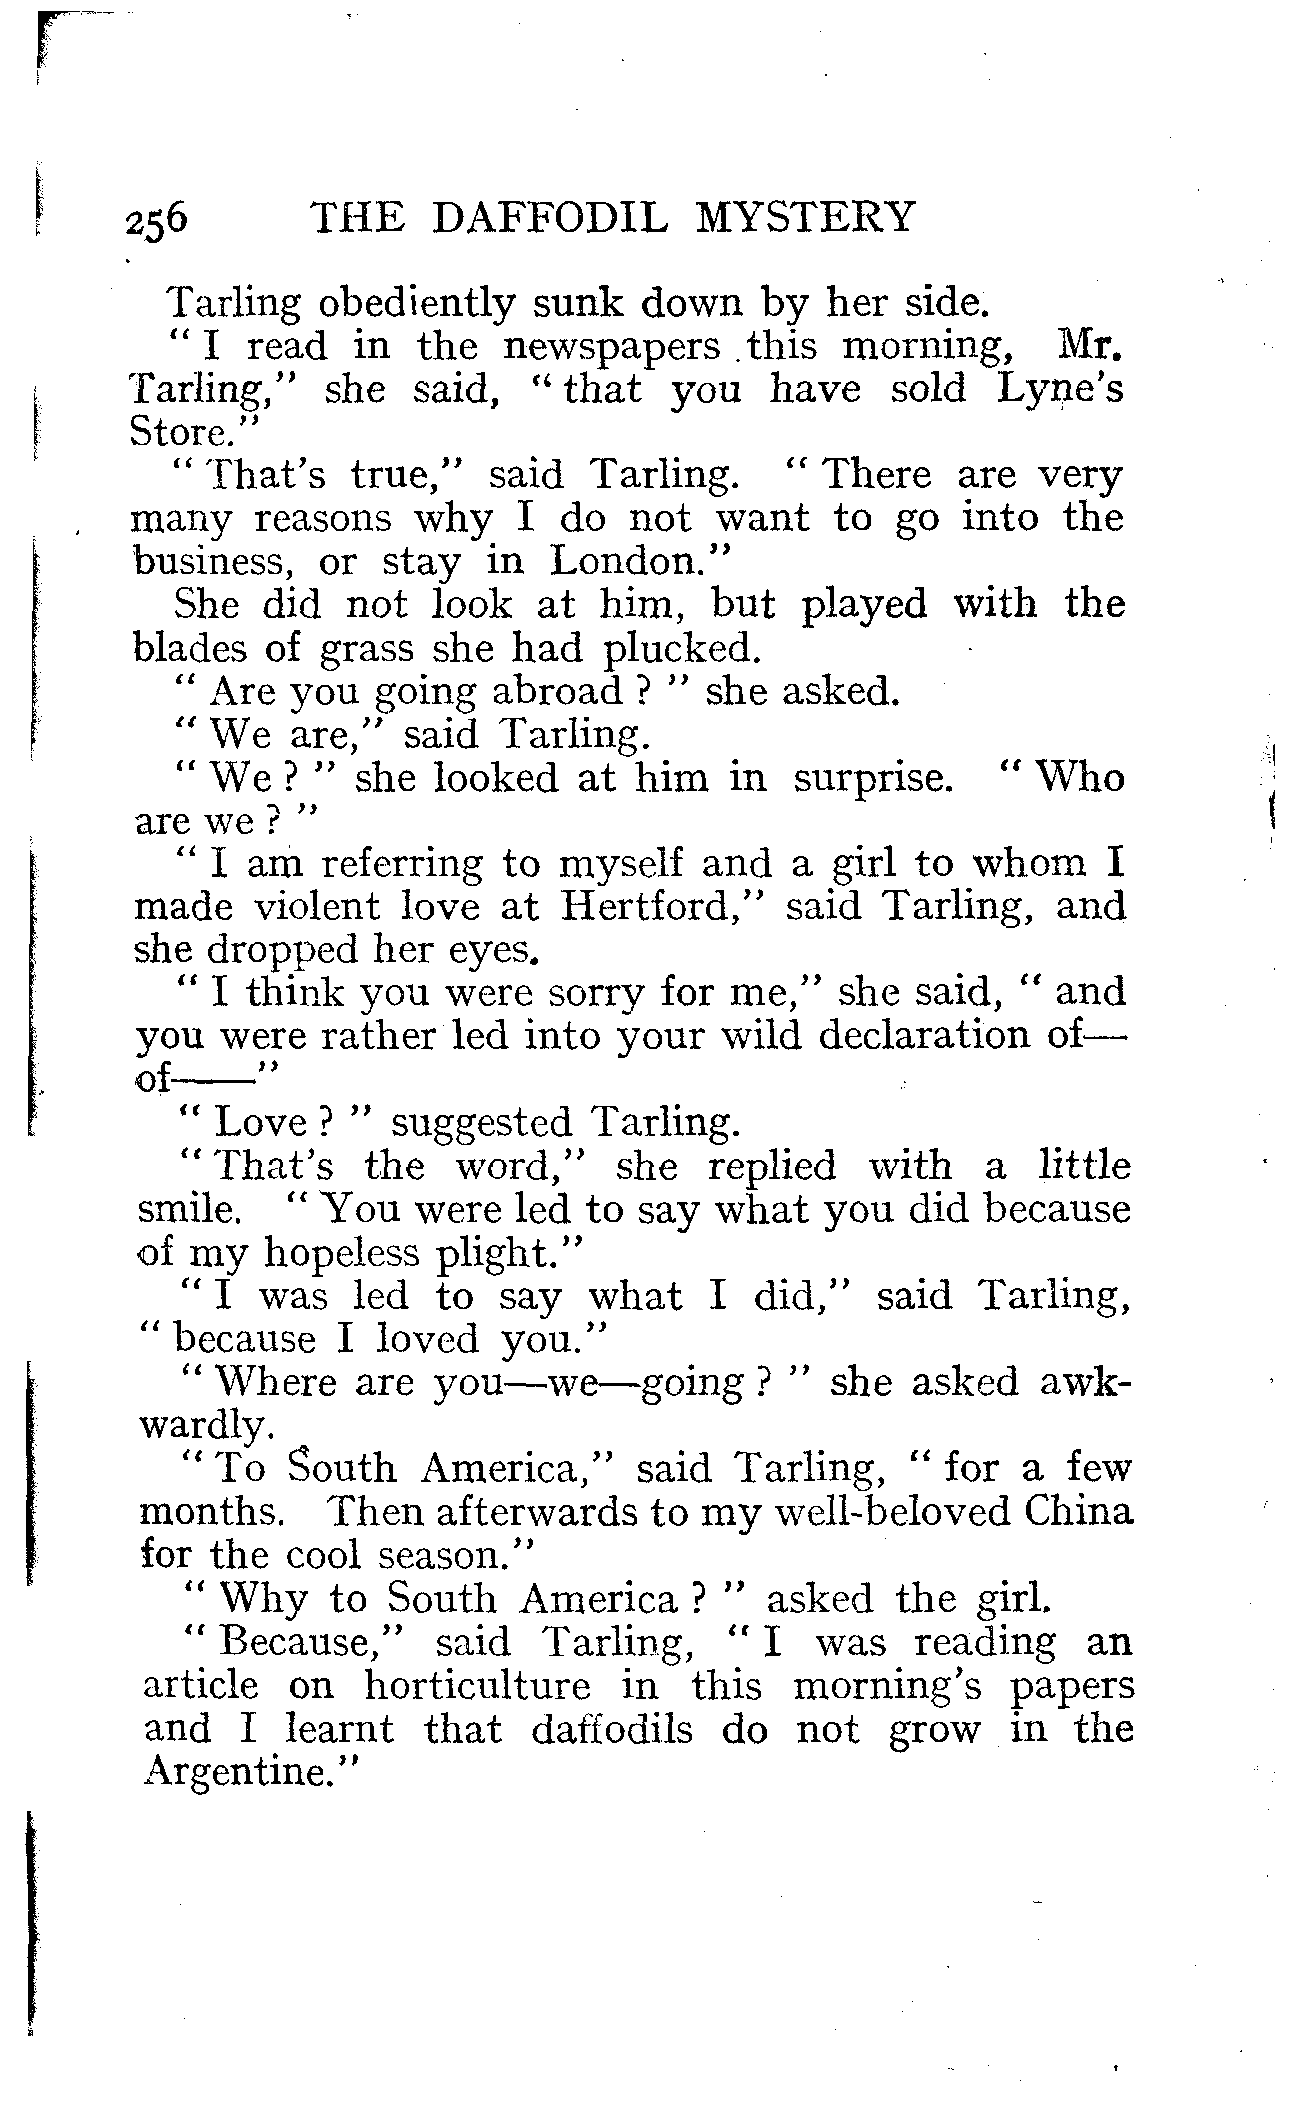 256 THE DAFFODIL MYSTERY
Tarling obediently sunk down by her side.
" I read in the newspapers this morning, Mr.
Tarling," she said, " that you have sold Lyne's
Store."
" That's true," said Tarling. " There are very
many reasons why I do not want to go into the
business, or stay in London."
She did not look at him, but played with the
blades of grass she had plucked.
" Are you going abroad ? " she asked.
" We are," said Tarling.
" We ? " she looked at him in surprise. " Who
are we ? "
" I am referring to myself and a girl to whom I
made violent love at Hertford," said Tarling, and
she dropped her eyes.
" I think you were sorry for me," she said, " and
you were rather led into your wild declaration of—
of——"
" Love ? " suggested Tarling.
" That's the word," she replied with a little
smile. " You were led to say what you did because
of my hopeless plight."
" I was led to say what I did," said Tarling,
" because I loved you."
" Where are you—we—going ? " she asked awk-
wardly.
" To South America," said Tarling, " for a few
months. Then afterwards to my well-beloved China
for the cool season."
" Why to South America ? " asked the girl.
" Because," said Tarling, " I was reading an
article on horticulture in this morning's papers
and I learnt that daffodils do not grow in the
Argentine."